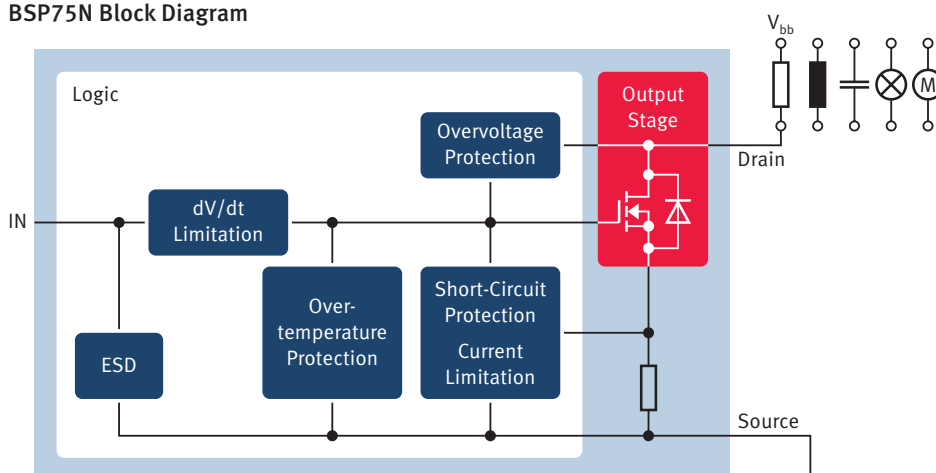 BSP75N Block Diagram
V_bb
Logic
Output
Stage
Overvoltage
Protection
M
Drain
IN
dV/dt
Limitation
Over-
temperature
Protection
Short-Circuit
Protection
Current
Limitation
ESD
Source